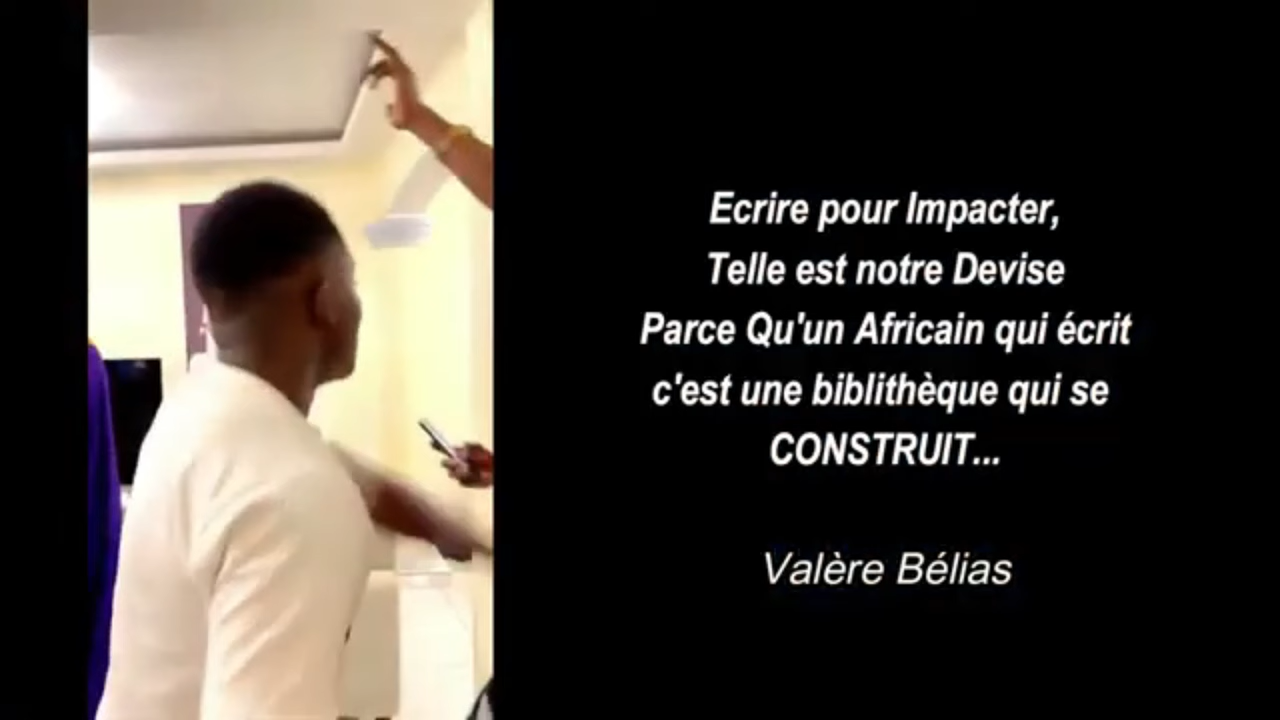 Ecrire pour Impacter,
Telle est notre Devise
Parce Qu'un Africain qui écrit
c'est une biblithèque qui se
CONSTRUIT...
Valère Bélias